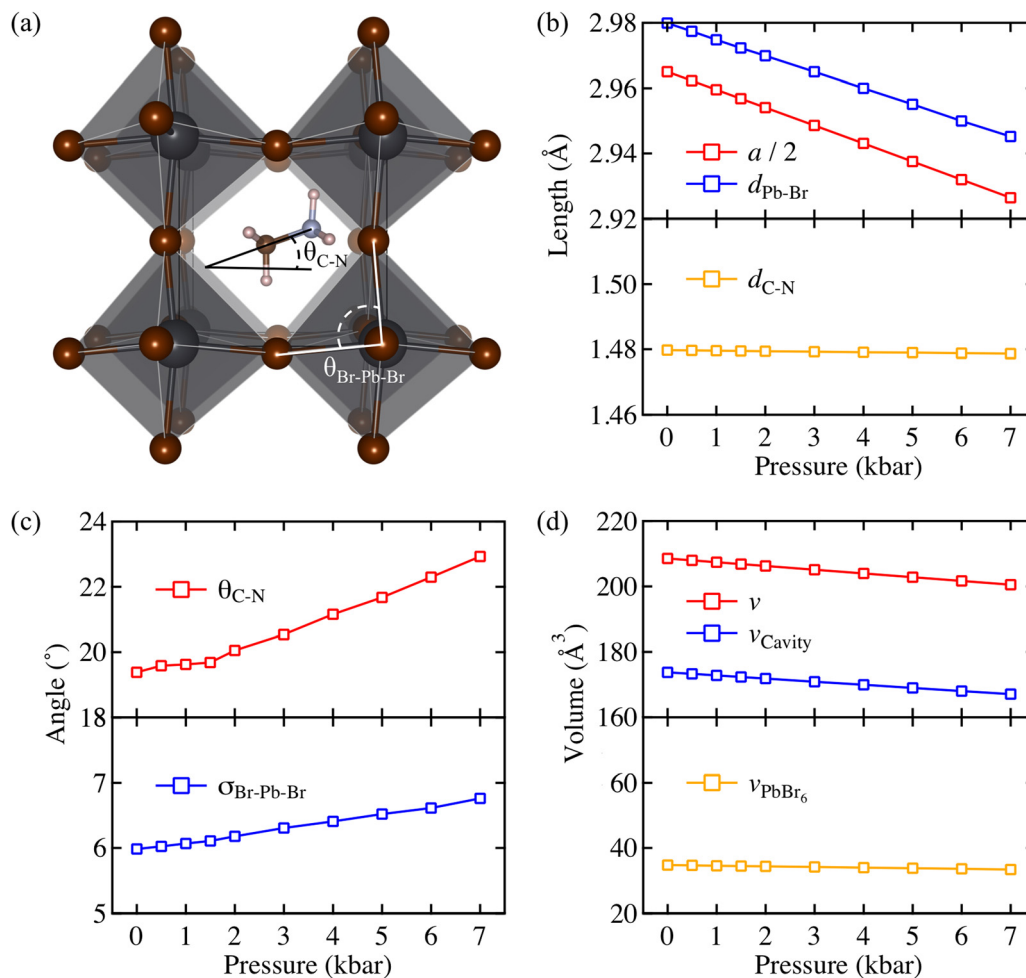 (a)
θC-N
θBr-Pb-Br
(b)
2.98
2.96
2.94
2.92
1.50
1.48
1.46
Length (Å)
a / 2
dPb-Br
dC-N
0 1 2 3 4 5 6 7
Pressure (kbar)
(c)
24
22
20
18
7
6
5
Angle (°)
θC-N
σBr-Pb-Br
0 1 2 3 4 5 6 7
Pressure (kbar)
(d)
220
200
180
160
60
40
20
Volume (Å³)
v
vCavity
vPbBr₆
0 1 2 3 4 5 6 7
Pressure (kbar)